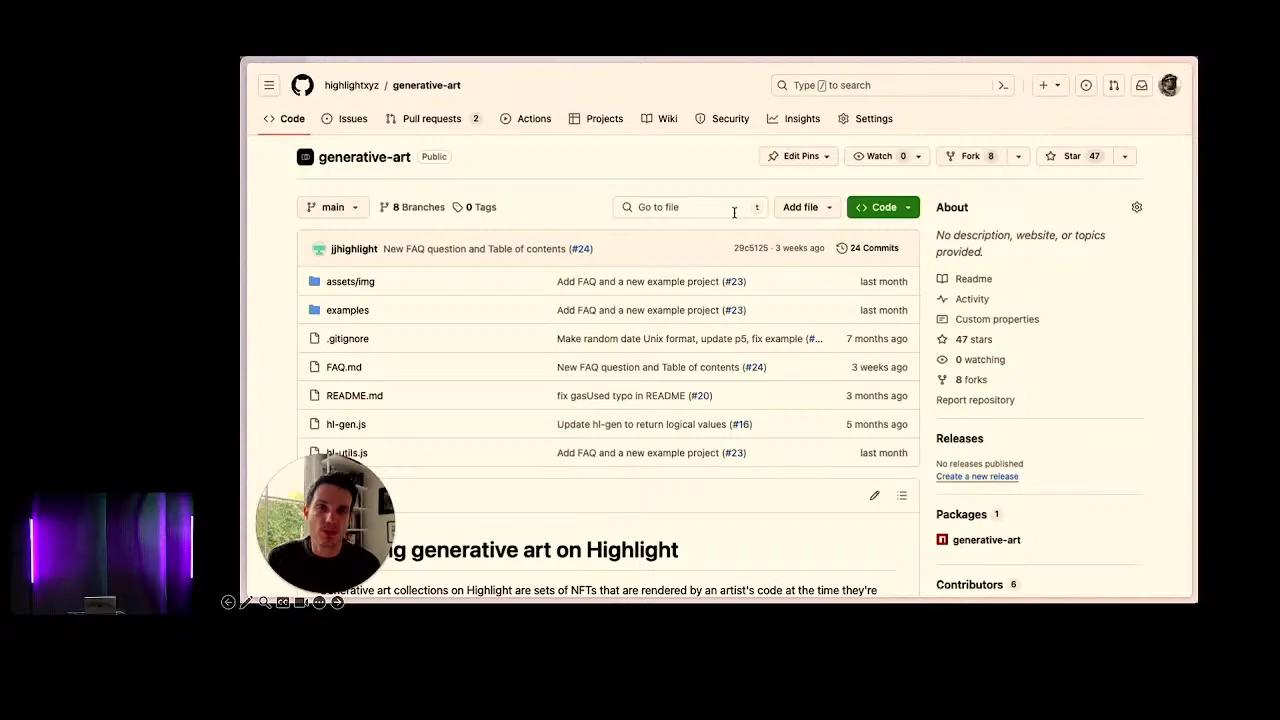 highlightxyz / generative-art
Type / to search
Code
Issues
Pull requests 2
Actions
Projects
Wiki
Security
Insights
Settings
generative-art Public
Edit Pins
Watch 0
Fork 8
Star 47
main
8 Branches
0 Tags
Go to file t
Add file
Code
jjhighlight New FAQ question and Table of contents (#24) 29c5125 · 3 weeks ago 24 Commits
assets/img Add FAQ and a new example project (#23) last month
examples Add FAQ and a new example project (#23) last month
.gitignore Make random date Unix format, update p5, fix example (#... 7 months ago
FAQ.md New FAQ question and Table of contents (#24) 3 weeks ago
README.md fix gasUsed typo in README (#20) 3 months ago
hl-gen.js Update hl-gen to return logical values (#16) 5 months ago
hl-utils.js Add FAQ and a new example project (#23) last month
generative art on Highlight
art collections on Highlight are sets of NFTs that are rendered by an artist's code at the time they're
About
No description, website, or topics
provided.
Readme
Activity
Custom properties
47 stars
0 watching
8 forks
Report repository
Releases
No releases published
Create a new release
Packages 1
generative-art
Contributors 6